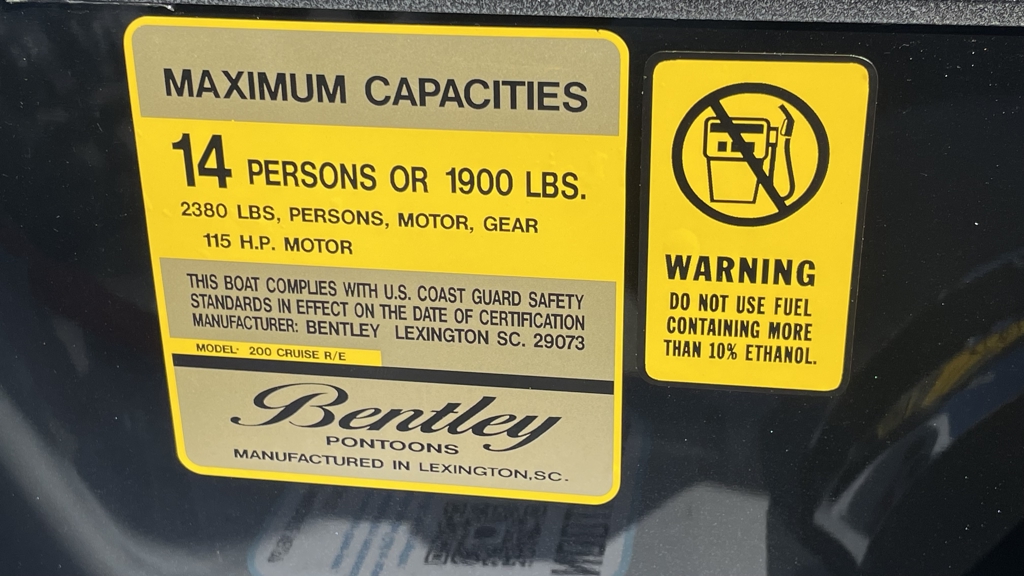 MAXIMUM CAPACITIES
14 PERSONS OR 1900 LBS.
2380 LBS, PERSONS, MOTOR, GEAR
115 H.P. MOTOR
THIS BOAT COMPLIES WITH U.S. COAST GUARD SAFETY
STANDARDS IN EFFECT ON THE DATE OF CERTIFICATION
MANUFACTURER: BENTLEY LEXINGTON SC. 29073
MODEL: 200 CRUISE R/E
Bentley
PONTOONS
MANUFACTURED IN LEXINGTON,SC.
WARNING
DO NOT USE FUEL
CONTAINING MORE
THAN 10% ETHANOL.